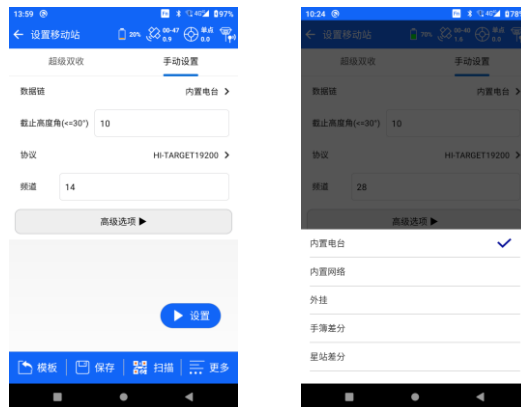 13:59 97%
设置移动站 20% 00-47 0.9 单点 0.0
超级双收 手动设置
数据链 内置电台
截止高度角(<=30°) 10
协议 HI-TARGET19200
频道 14
高级选项
设置
模板 保存 扫描 更多
10:24 4G 78
设置移动站 70% 00-40 1.6 单点 0.0
超级双收 手动设置
数据链 内置电台
截止高度角(<=30°) 10
协议 HI-TARGET19200
频道 28
高级选项
内置电台
内置网络
外挂
手簿差分
星站差分